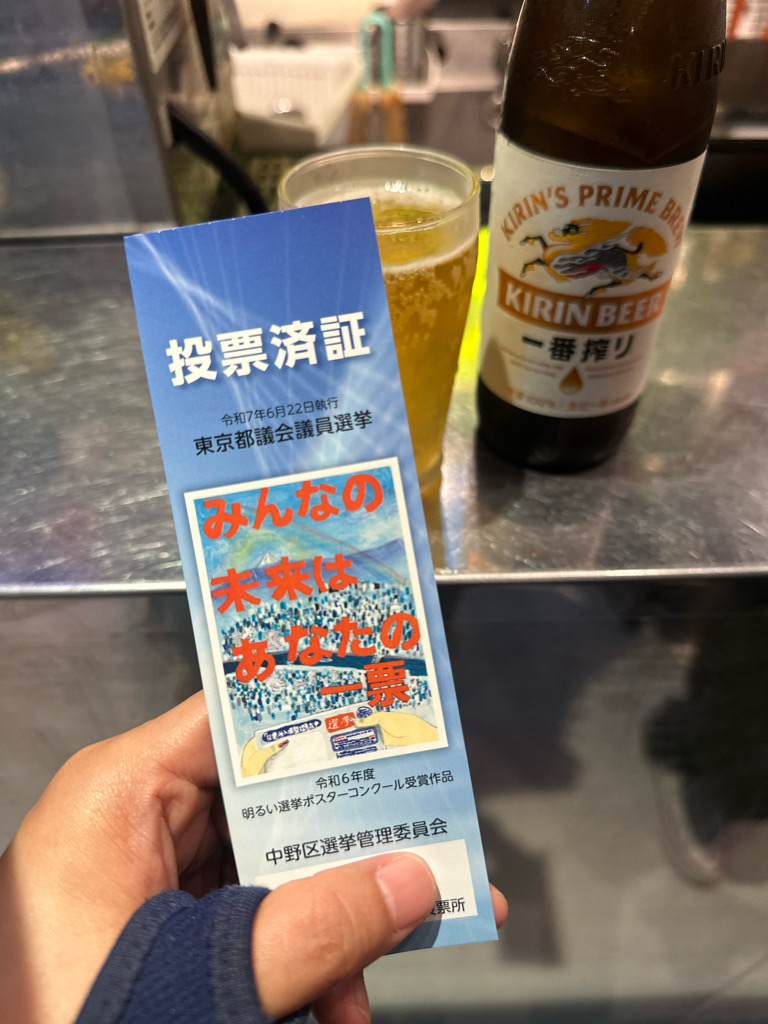 投票済証
令和7年6月22日執行
東京都議会議員選挙
みんなの
未来は
あなたの
一票
選挙
令和6年度
明るい選挙ポスターコンクール受賞作品
中野区選挙管理委員会
票所
KIRIN'S PRIME BREW
KIRIN BEER
一番搾り
KIRIN